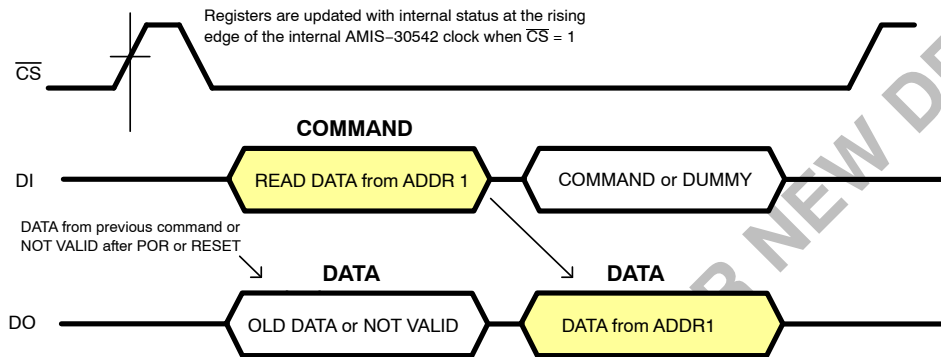 Registers are updated with internal status at the rising
edge of the internal AMIS−30542 clock when CS = 1
CS
COMMAND
DI
READ DATA from ADDR 1
COMMAND or DUMMY
DATA from previous command or
NOT VALID after POR or RESET
DATA
DATA
DO
OLD DATA or NOT VALID
DATA from ADDR1
R NEW DE